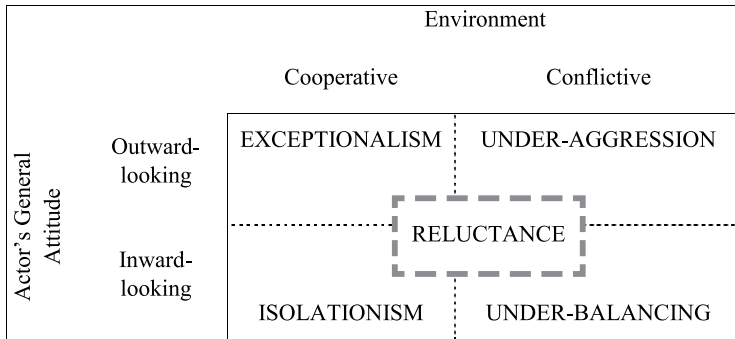 Environment
Cooperative Conflictive
Actor's General
Attitude
Outward-
looking
EXCEPTIONALISM UNDER-AGGRESSION
RELUCTANCE
Inward-
looking
ISOLATIONISM UNDER-BALANCING